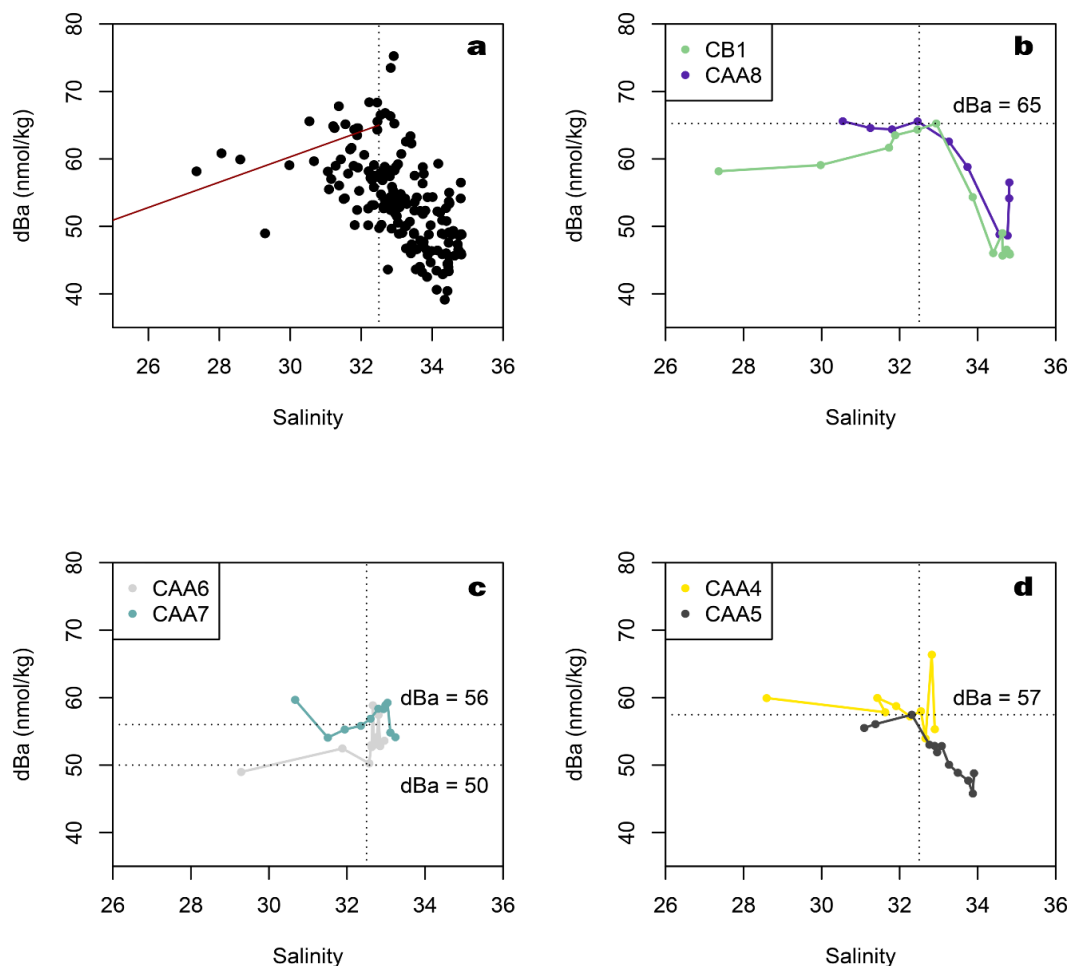 a
dBa (nmol/kg)
80
70
60
50
40
26 28 30 32 34 36
Salinity
b
CB1
CAA8
dBa = 65
dBa (nmol/kg)
80
70
60
50
40
26 28 30 32 34 36
Salinity
c
CAA6
CAA7
dBa = 56
dBa = 50
dBa (nmol/kg)
80
70
60
50
40
26 28 30 32 34 36
Salinity
d
CAA4
CAA5
dBa = 57
dBa (nmol/kg)
80
70
60
50
40
26 28 30 32 34 36
Salinity